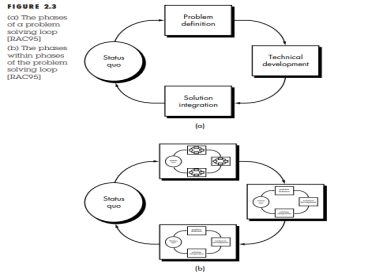 FIGURE 2.3
(a) The phases
of a problem
solving loop
[RAC95]
(b) The phases
within phases
of the problem
solving loop
[RAC95]
Problem
definition
Status
quo
Technical
development
Solution
integration
(a)
Status
quo
(b)